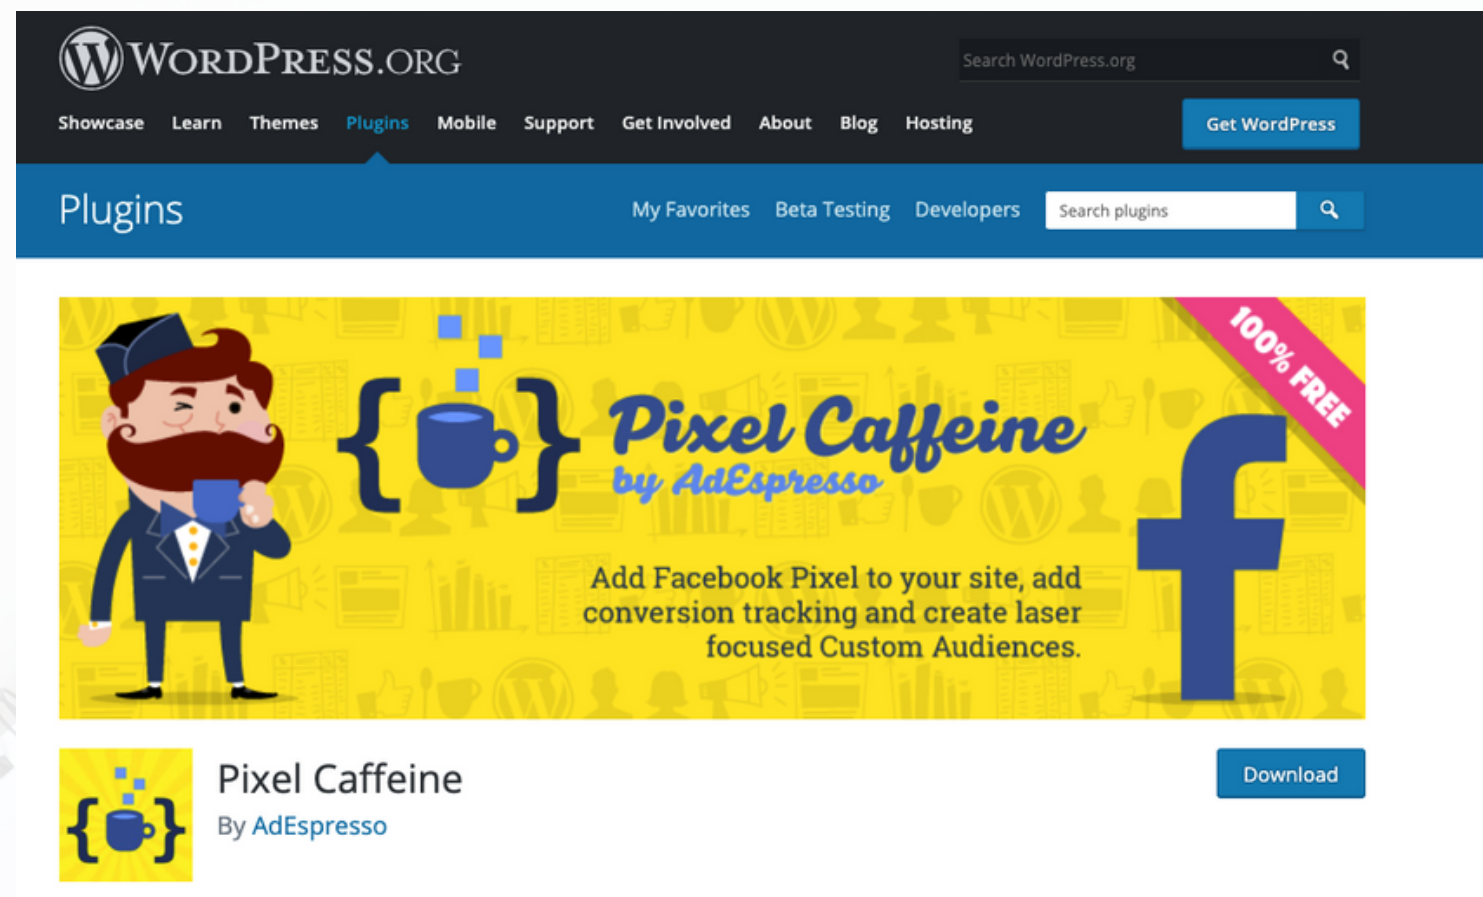 WORDPRESS.ORG
Search WordPress.org
Showcase Learn Themes Plugins Mobile Support Get Involved About Blog Hosting
Get WordPress
Plugins
My Favorites Beta Testing Developers
Search plugins
100% FREE
Pixel Caffeine
by AdEspresso
Add Facebook Pixel to your site, add
conversion tracking and create laser
focused Custom Audiences.
Pixel Caffeine
Download
By AdEspresso